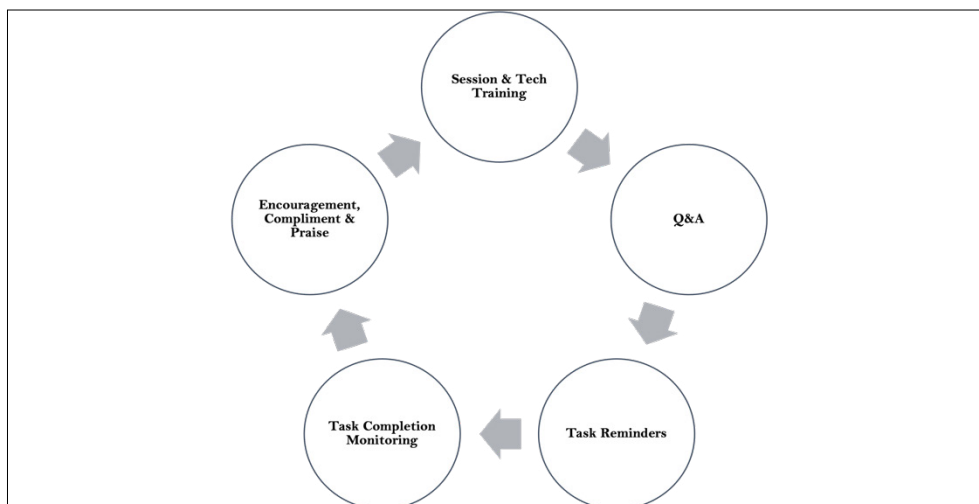 Session & Tech
Training
Q&A
Task Reminders
Task Completion
Monitoring
Encouragement,
Compliment &
Praise